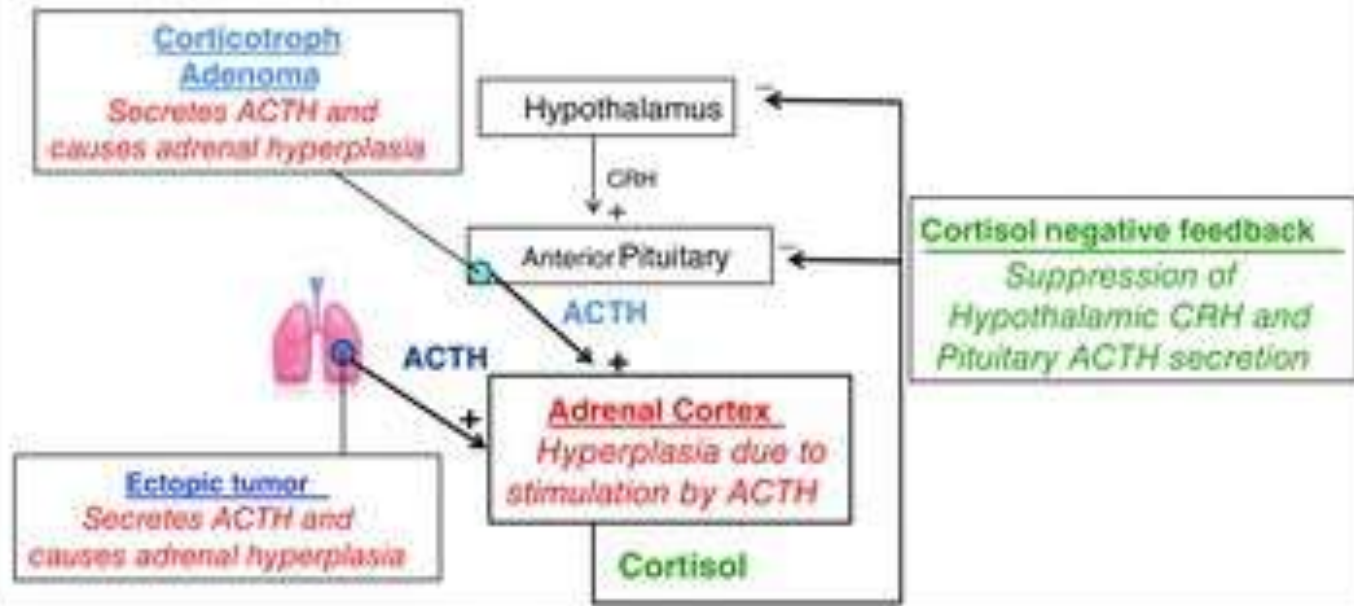 Corticotroph
Adenoma
Secretes ACTH and
causes adrenal hyperplasia
Hypothalamus
–
CRH
+
Anterior Pituitary
–
ACTH
+
Cortisol negative feedback
Suppression of
Hypothalamic CRH and
Pituitary ACTH secretion
ACTH
+
Adrenal Cortex
Hyperplasia due to
stimulation by ACTH
Ectopic tumor
Secretes ACTH and
causes adrenal hyperplasia
Cortisol